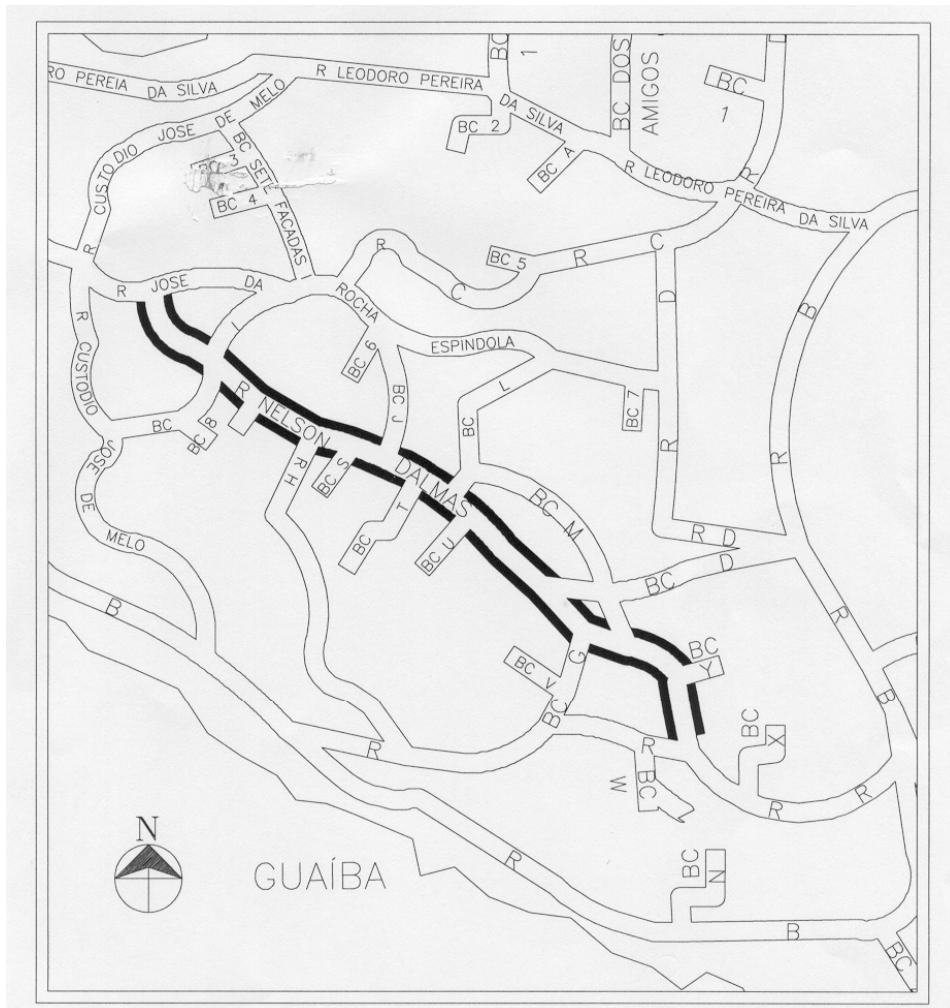 RO PEREIA DA SILVA
R LEODORO PEREIRA
DA SILVA
BC 1
BC DOS
AMIGOS
BC
1
BC 2
BC A
R LEODORO PEREIRA DA SILVA
R CUSTODIO JOSE DE MELO
BC SETE FACADAS
3
BC 4
R
R C
R C
BC 5
D
B
R JOSE DA ROCHA ESPINDOLA
I
I
R CUSTÓDIO JOSE DE MELO
BC 6
BC J
BC L
BC 7
R
R
BC
BC 8
R NELSON DALMAS
R H
BC S
BC T
BC U
BC M
R D
BC D
B
R
B
BC V
BC G
BC
Y
BC
X
R
R
BC
W
R
R
N
GUAÍBA
R
BC
N
B
BC